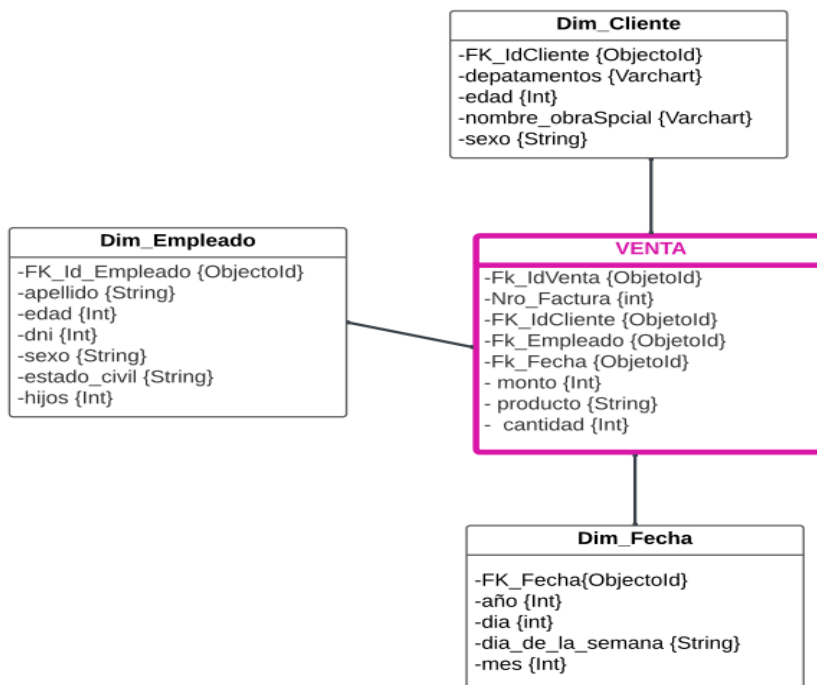 Dim_Cliente
-FK_IdCliente {ObjectoId}
-depatamentos {Varchart}
-edad {Int}
-nombre_obraSpcial {Varchart}
-sexo {String}
Dim_Empleado
-FK_Id_Empleado {ObjectoId}
-apellido {String}
-edad {Int}
-dni {Int}
-sexo {String}
-estado_civil {String}
-hijos {Int}
VENTA
-Fk_IdVenta {ObjetoId}
-Nro_Factura {int}
-FK_IdCliente {ObjetoId}
-Fk_Empleado {ObjetoId}
-Fk_Fecha {ObjetoId}
- monto {Int}
- producto {String}
- cantidad {Int}
Dim_Fecha
-FK_Fecha{ObjectoId}
-año {Int}
-dia {int}
-dia_de_la_semana {String}
-mes {Int}